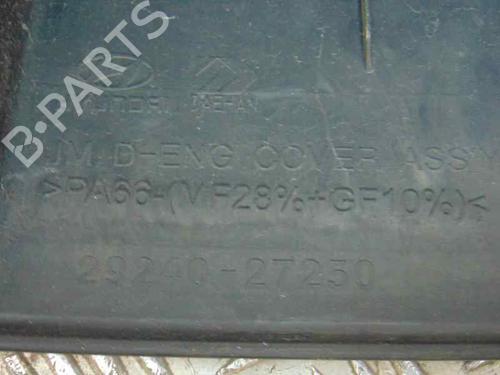 B-PARTS
HYUNDAI DAEHAN
JM D-ENG COVER ASSY
>PA66-(MF28%+GF10%)<
29240-27250